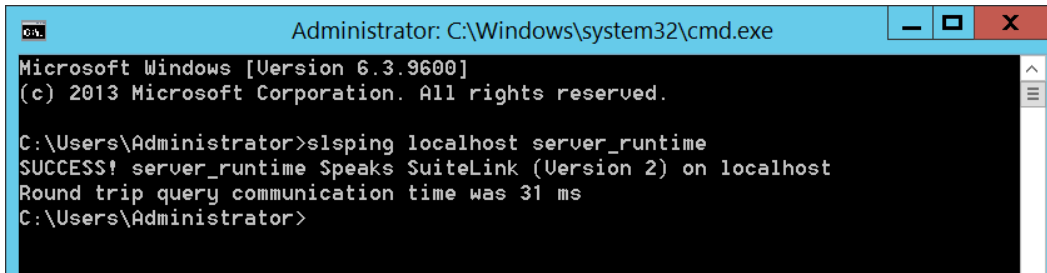 Administrator: C:\Windows\system32\cmd.exe
Microsoft Windows [Version 6.3.9600]
(c) 2013 Microsoft Corporation. All rights reserved.
C:\Users\Administrator>slsping localhost server_runtime
SUCCESS! server_runtime Speaks SuiteLink (Version 2) on localhost
Round trip query communication time was 31 ms
C:\Users\Administrator>